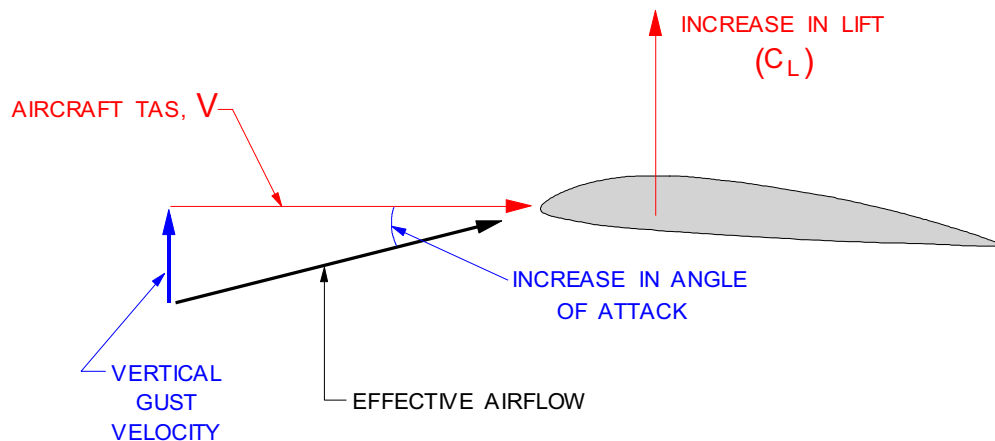 INCREASE IN LIFT
(CL)
AIRCRAFT TAS, V
INCREASE IN ANGLE
OF ATTACK
VERTICAL
GUST
VELOCITY
EFFECTIVE AIRFLOW